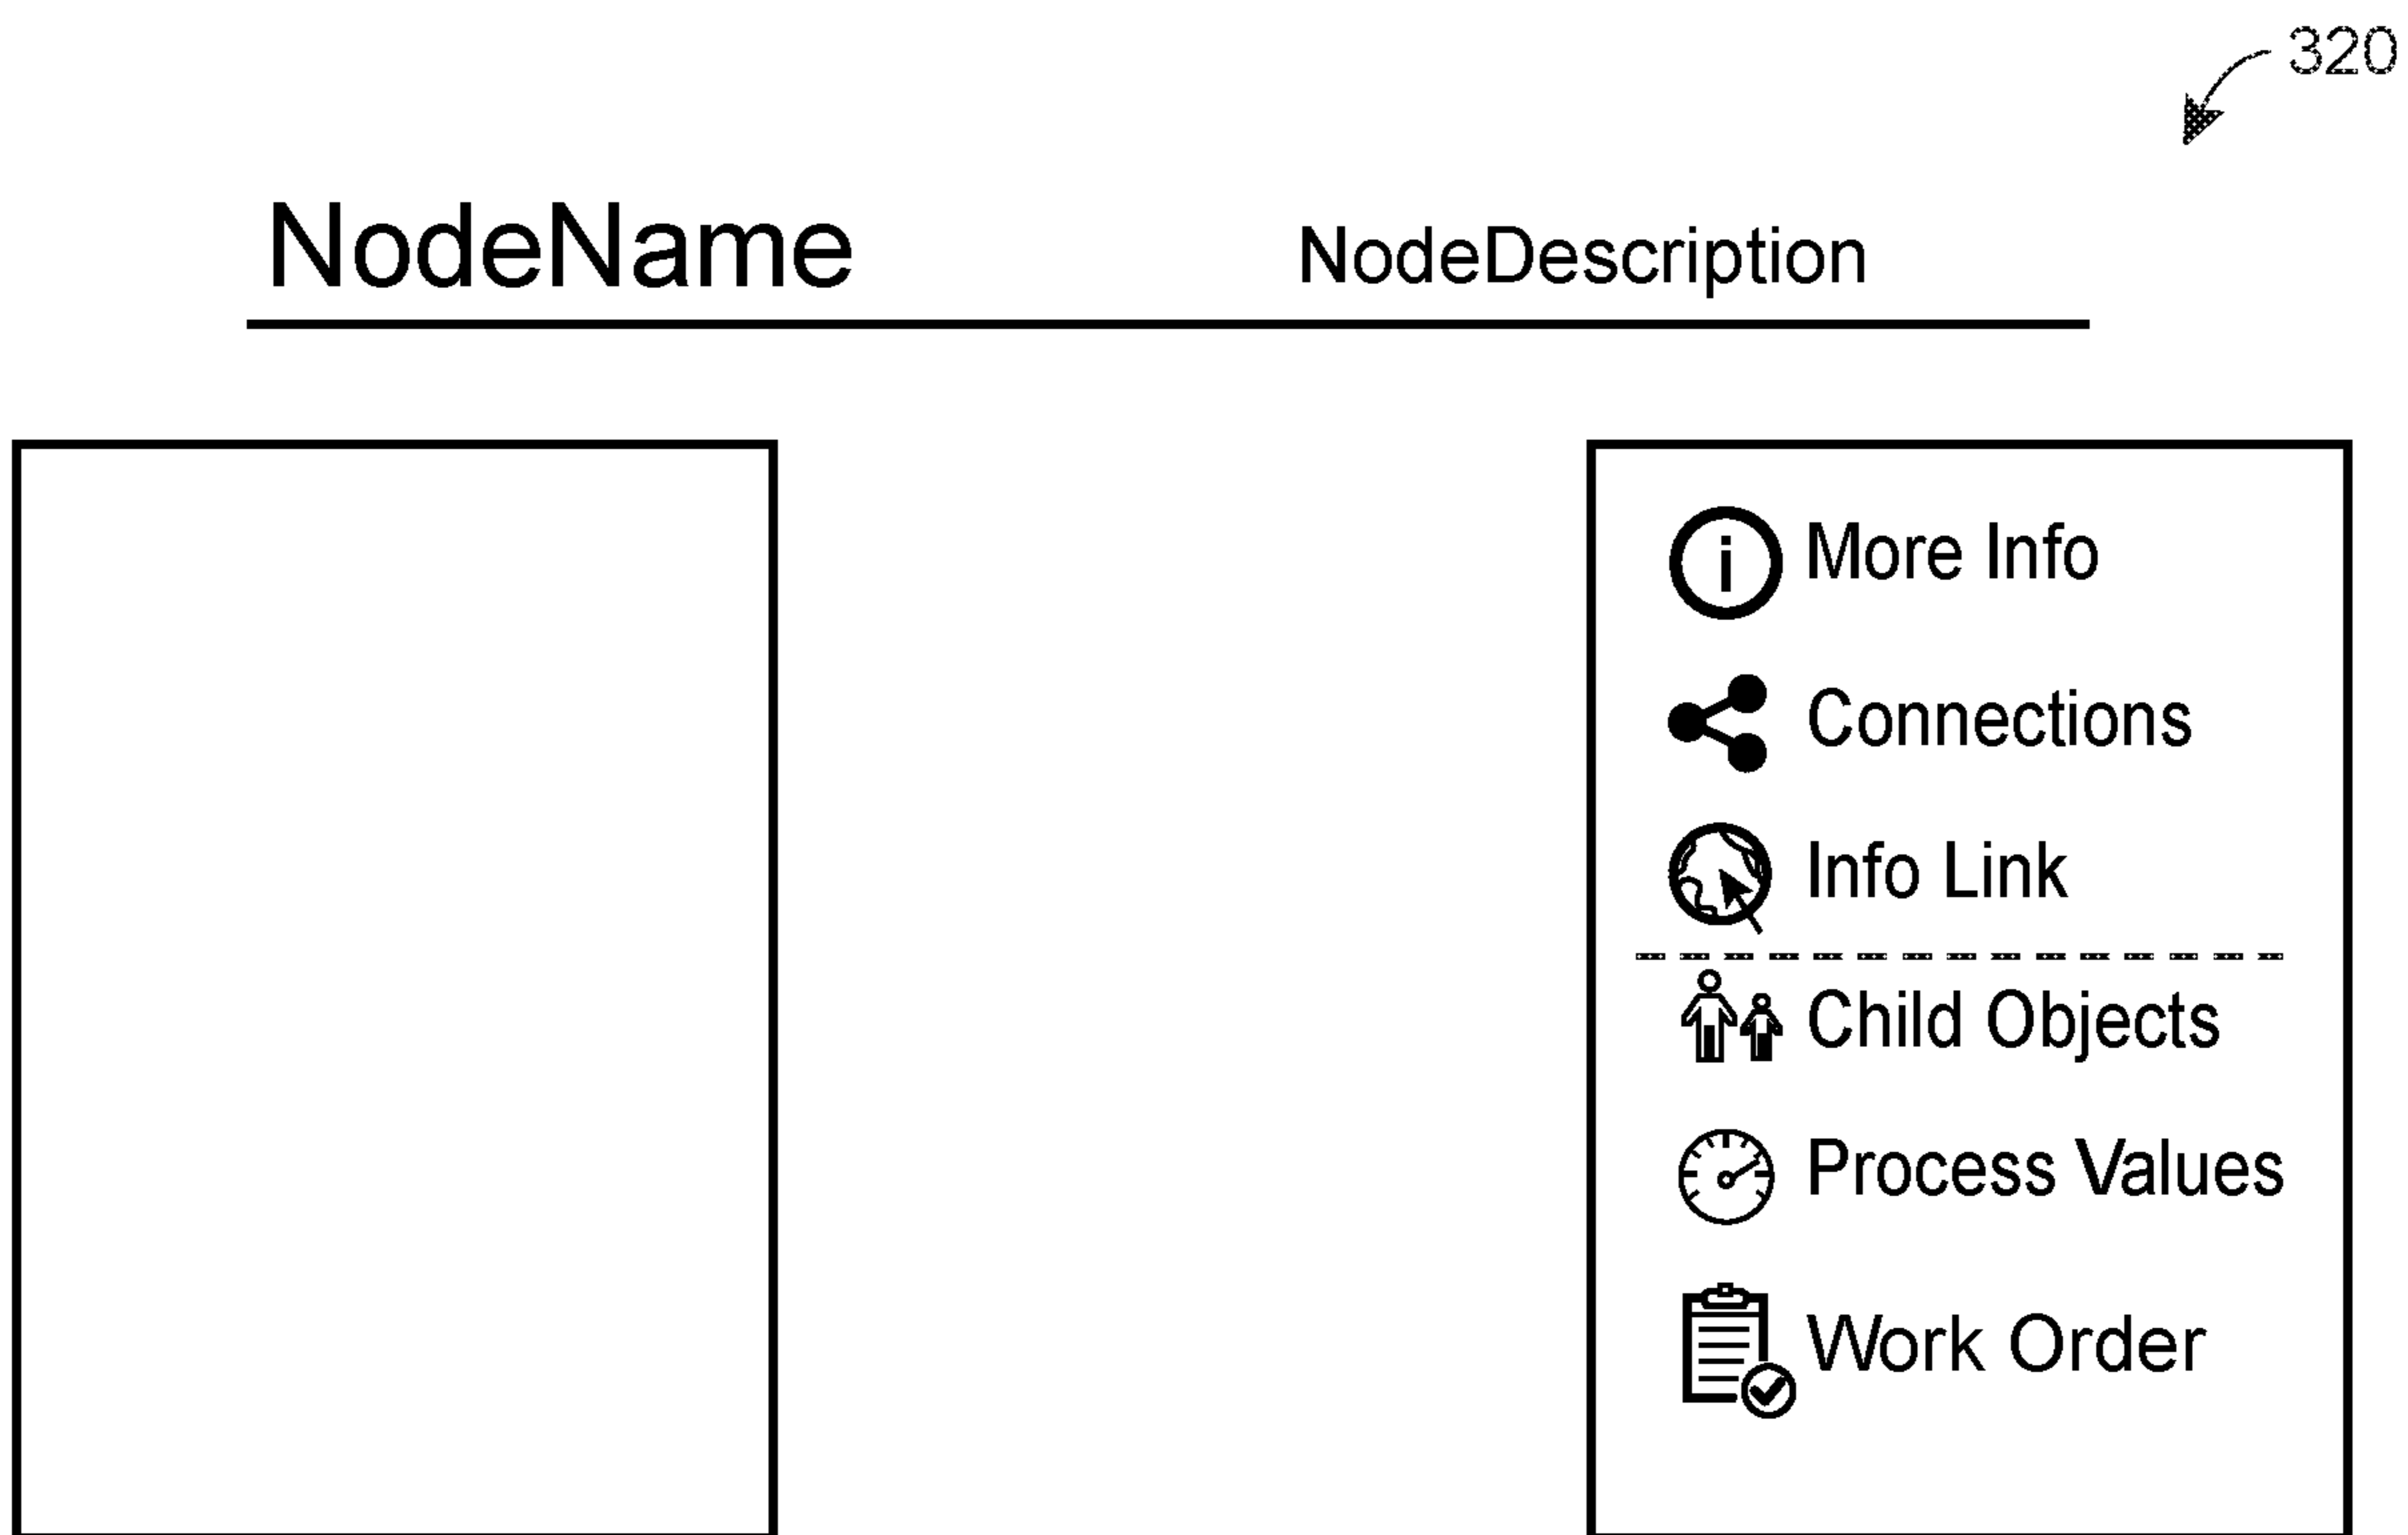 320
NodeName NodeDescription
i More Info
Connections
Info Link
Child Objects
Process Values
Work Order